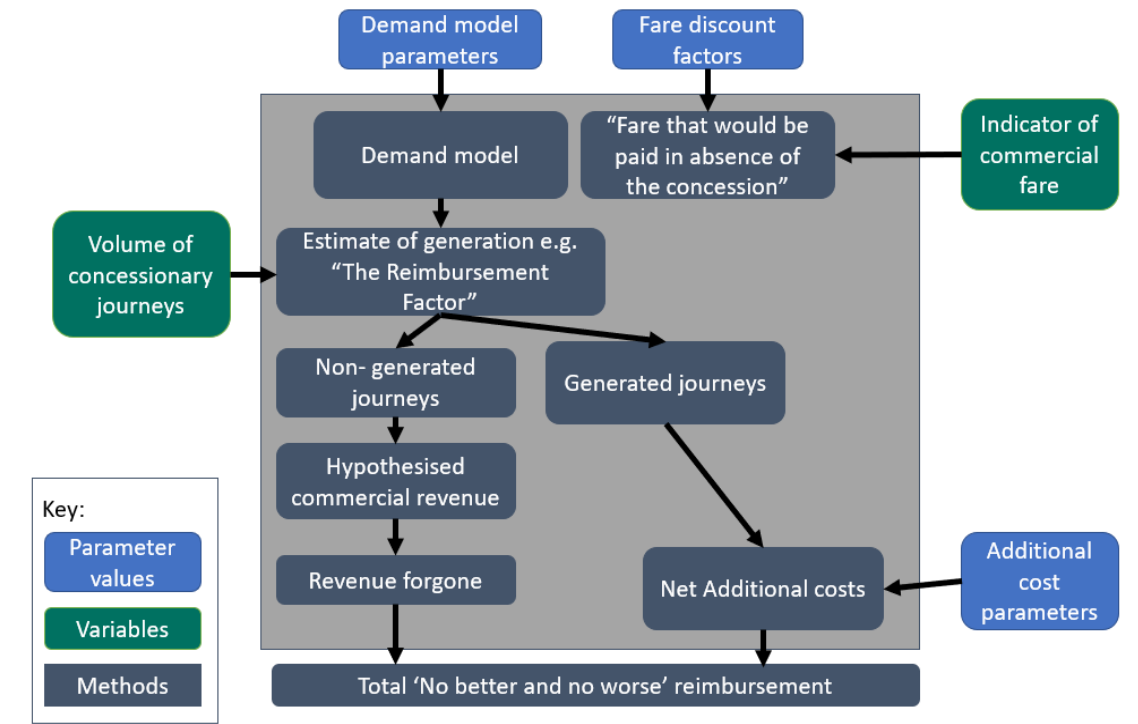 Demand model
parameters
Fare discount
factors
Demand model
“Fare that would be
paid in absence of
the concession”
Indicator of
commercial
fare
Volume of
concessionary
journeys
Estimate of generation e.g.
“The Reimbursement
Factor”
Non- generated
journeys
Generated journeys
Hypothesised
commercial revenue
Revenue forgone
Net Additional costs
Additional
cost
parameters
Total ‘No better and no worse’ reimbursement
Key:
Parameter
values
Variables
Methods